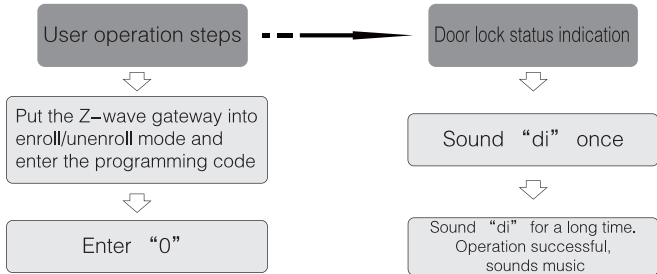 User operation steps
Door lock status indication
Put the Z-wave gateway into
enroll/unenroll mode and
enter the programming code
Sound “di” once
Enter “0”
Sound “di” for a long time.
Operation successful,
sounds music